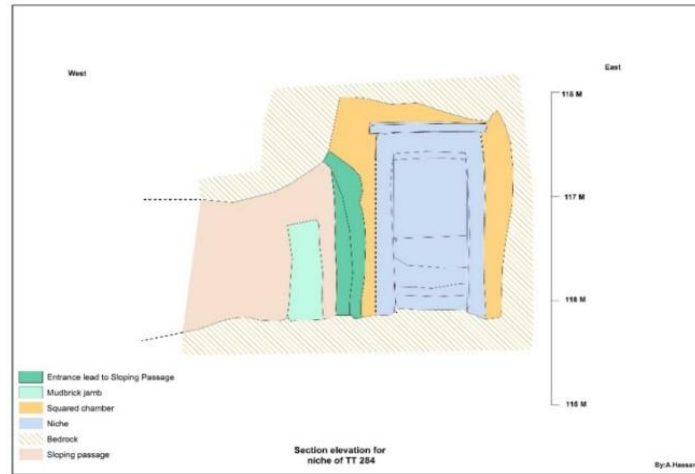 West
East
118 M
117 M
116 M
115 M
Entrance lead to Sloping Passage
Mudbrick jamb
Squared chamber
Niche
Bedrock
Sloping passage
Section elevation for
niche of TT 284
By:A.Hassan